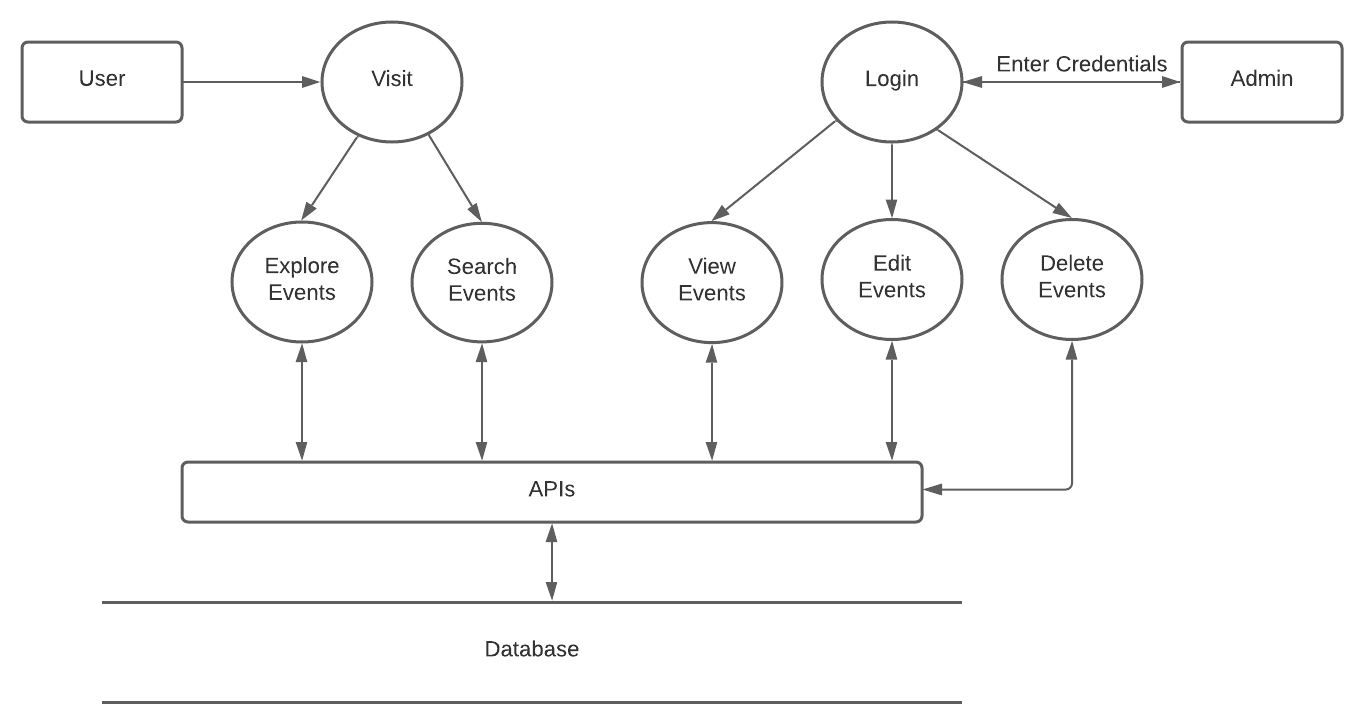 User
Visit
Login
Enter Credentials
Admin
Explore
Events
Search
Events
View
Events
Edit
Events
Delete
Events
APIs
Database